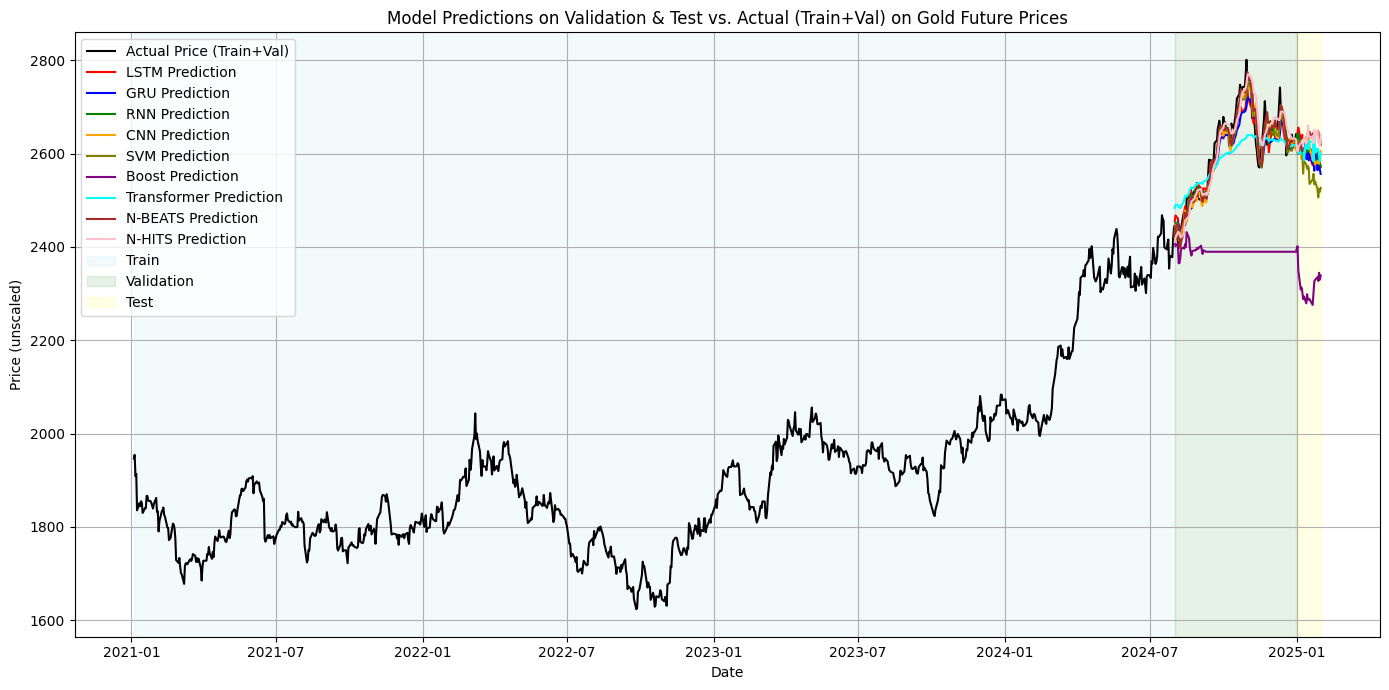 Model Predictions on Validation & Test vs. Actual (Train+Val) on Gold Future Prices
Actual Price (Train+Val)
LSTM Prediction
GRU Prediction
RNN Prediction
CNN Prediction
SVM Prediction
Boost Prediction
Transformer Prediction
N-BEATS Prediction
N-HITS Prediction
Train
Validation
Test
Price (unscaled)
2800
2600
2400
2200
2000
1800
1600
2021-01 2021-07 2022-01 2022-07 2023-01 2023-07 2024-01 2024-07 2025-01
Date